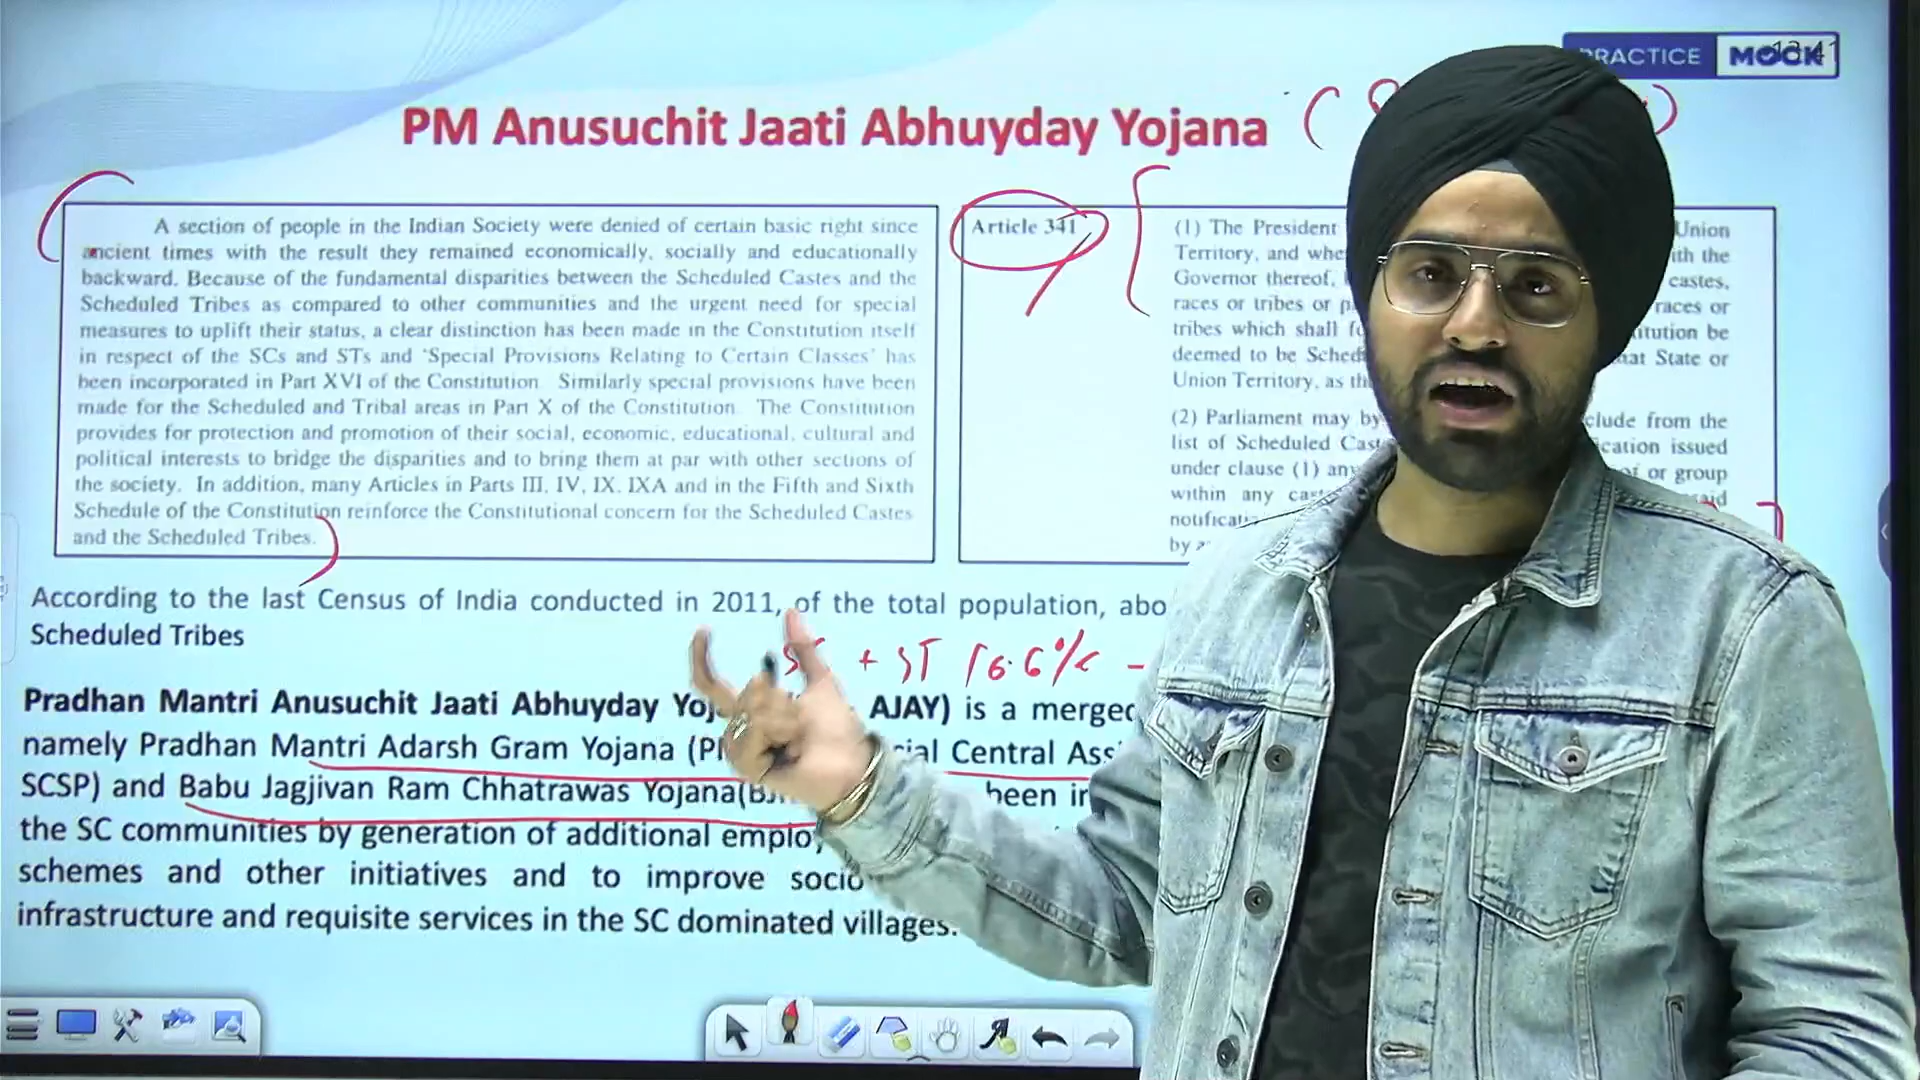 PRACTICE MOCK
PM Anusuchit Jaati Abhuyday Yojana
A section of people in the Indian Society were denied of certain basic right since
ancient times with the result they remained economically, socially and educationally
backward. Because of the fundamental disparities between the Scheduled Castes and the
Scheduled Tribes as compared to other communities and the urgent need for special
measures to uplift their status, a clear distinction has been made in the Constitution itself
in respect of the SCs and STs and 'Special Provisions Relating to Certain Classes' has
been incorporated in Part XVI of the Constitution. Similarly special provisions have been
made for the Scheduled and Tribal areas in Part X of the Constitution. The Constitution
provides for protection and promotion of their social, economic, educational, cultural and
political interests to bridge the disparities and to bring them at par with other sections of
the society. In addition, many Articles in Parts III, IV, IX, IXA and in the Fifth and Sixth
Schedule of the Constitution reinforce the Constitutional concern for the Scheduled Castes
and the Scheduled Tribes.
Article 341
(1) The President Union
Territory, and with the
Governor thereof, castes,
races or tribes or races or
tribes which shall be
deemed to be State or
Union Territory, as
(2) Parliament may by from the
list of Scheduled issued
under clause (1) any or group
within any said
by
According to the last Census of India conducted in 2011, of the total population,
Scheduled Tribes
SC + ST 16.6% -
Pradhan Mantri Anusuchit Jaati Abhuyday AJAY) is a merged
namely Pradhan Mantri Adarsh Gram Yojana Central
SCSP) and Babu Jagjivan Ram Chhatrawas Yojana been
the SC communities by generation of additional
schemes and other initiatives and to improve
infrastructure and requisite services in the SC dominated villages.